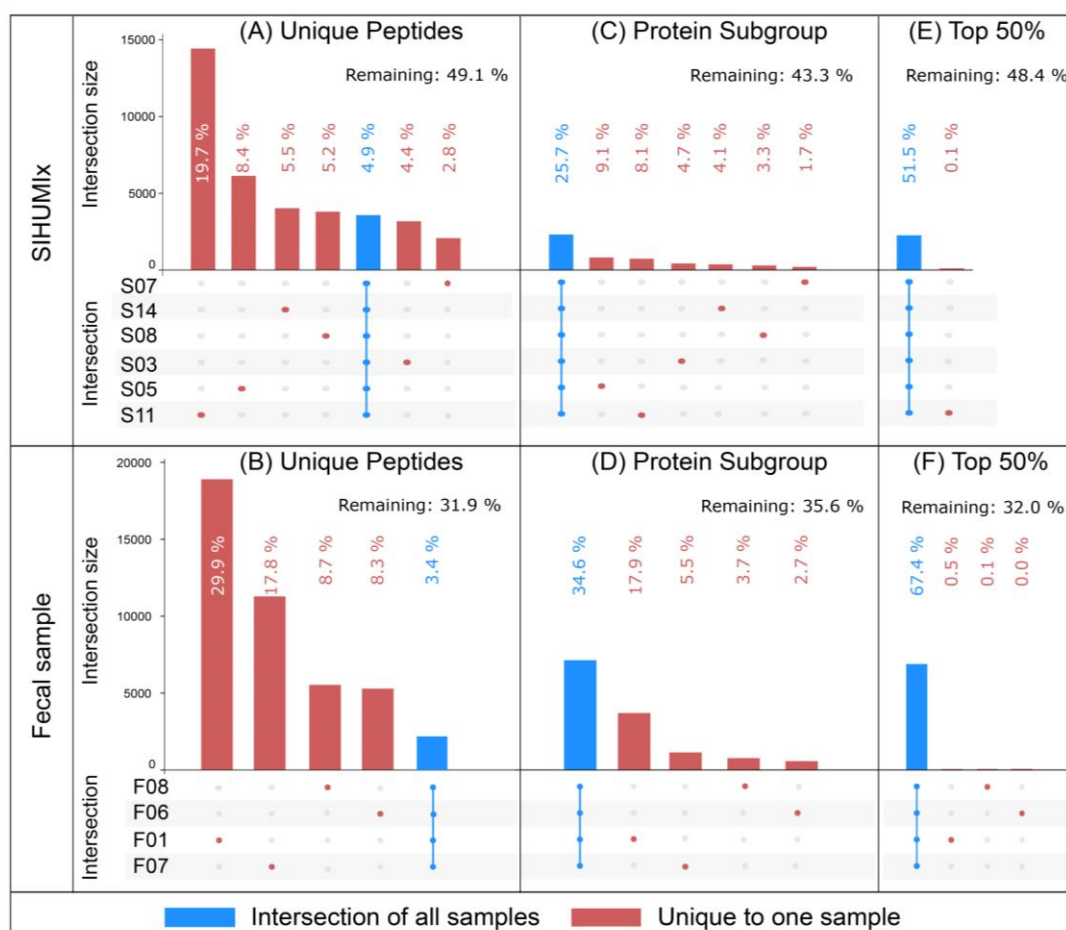 (A) Unique Peptides
Remaining: 49.1 %
15000
10000
5000
0
Intersection size
19.7 %
8.4 %
5.5 %
5.2 %
4.9 %
4.4 %
2.8 %
(C) Protein Subgroup
Remaining: 43.3 %
25.7 %
9.1 %
8.1 %
4.7 %
4.1 %
3.3 %
1.7 %
(E) Top 50%
Remaining: 48.4 %
51.5 %
0.1 %
SIHUMIx
Intersection
S07
S14
S08
S03
S05
S11
(B) Unique Peptides
Remaining: 31.9 %
20000
15000
10000
5000
0
Intersection size
29.9 %
17.8 %
8.7 %
8.3 %
3.4 %
(D) Protein Subgroup
Remaining: 35.6 %
34.6 %
17.9 %
5.5 %
3.7 %
2.7 %
(F) Top 50%
Remaining: 32.0 %
67.4 %
0.5 %
0.1 %
0.0 %
Fecal sample
Intersection
F08
F06
F01
F07
Intersection of all samples
Unique to one sample